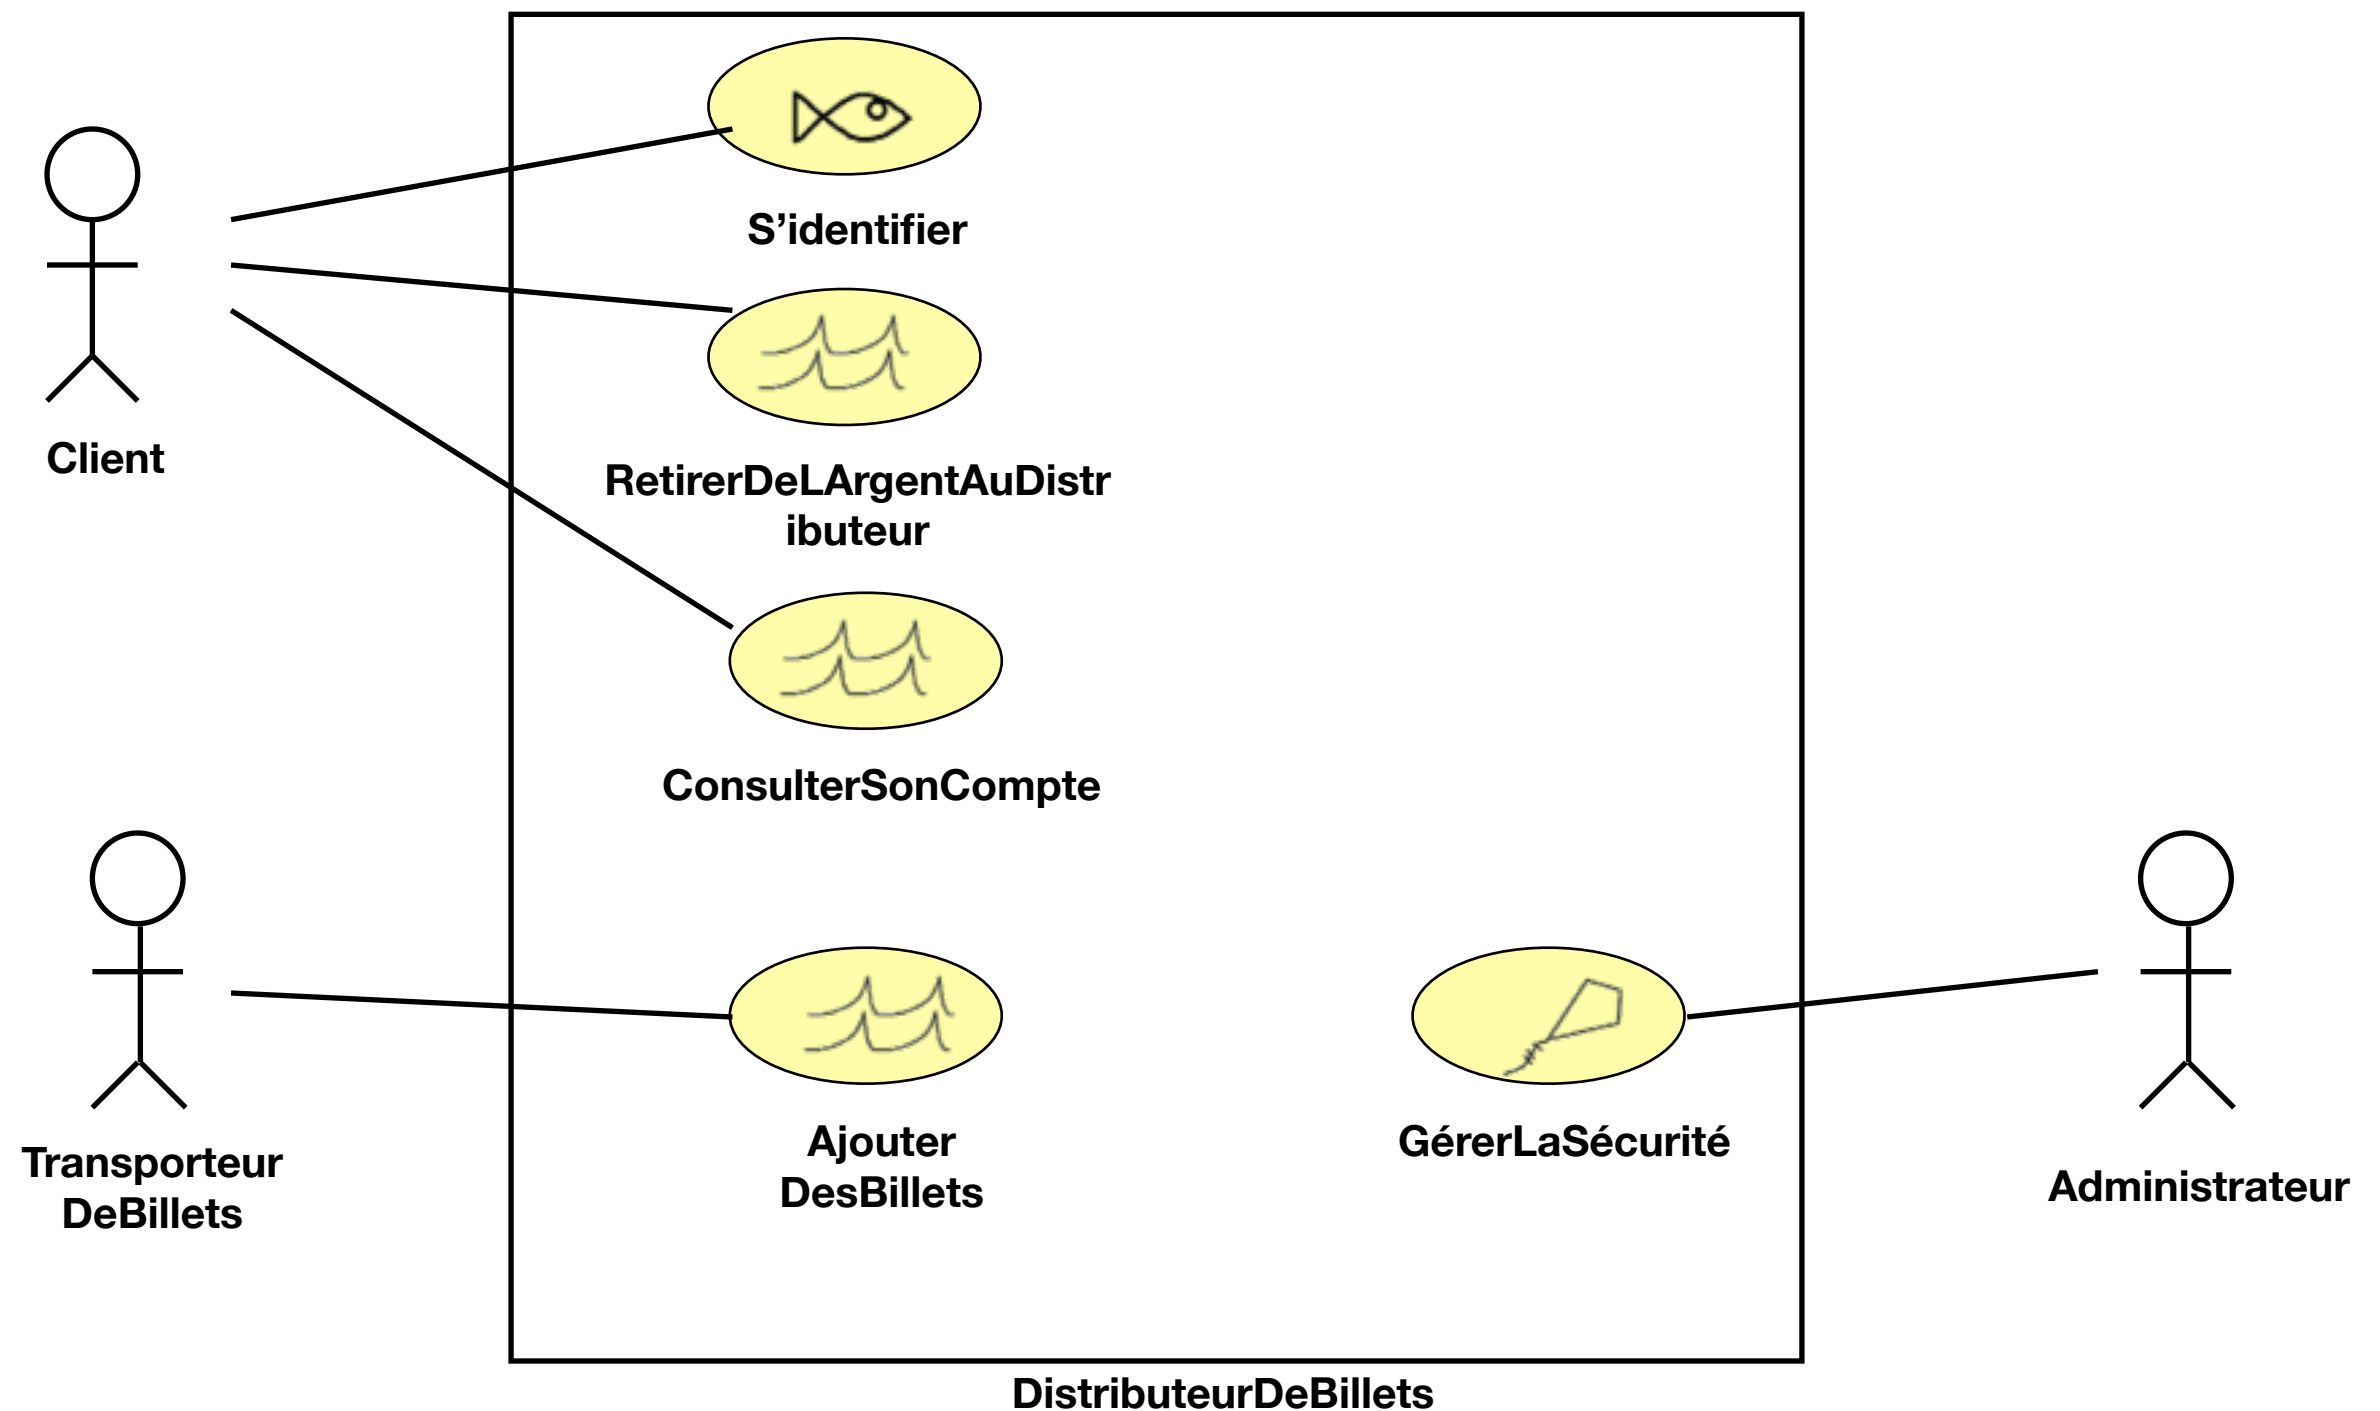 S’identifier
Client
RetirerDeLArgentAuDistr
ibuteur
ConsulterSonCompte
Transporteur
DeBillets
Ajouter
DesBillets
GérerLaSécurité
Administrateur
DistributeurDeBillets